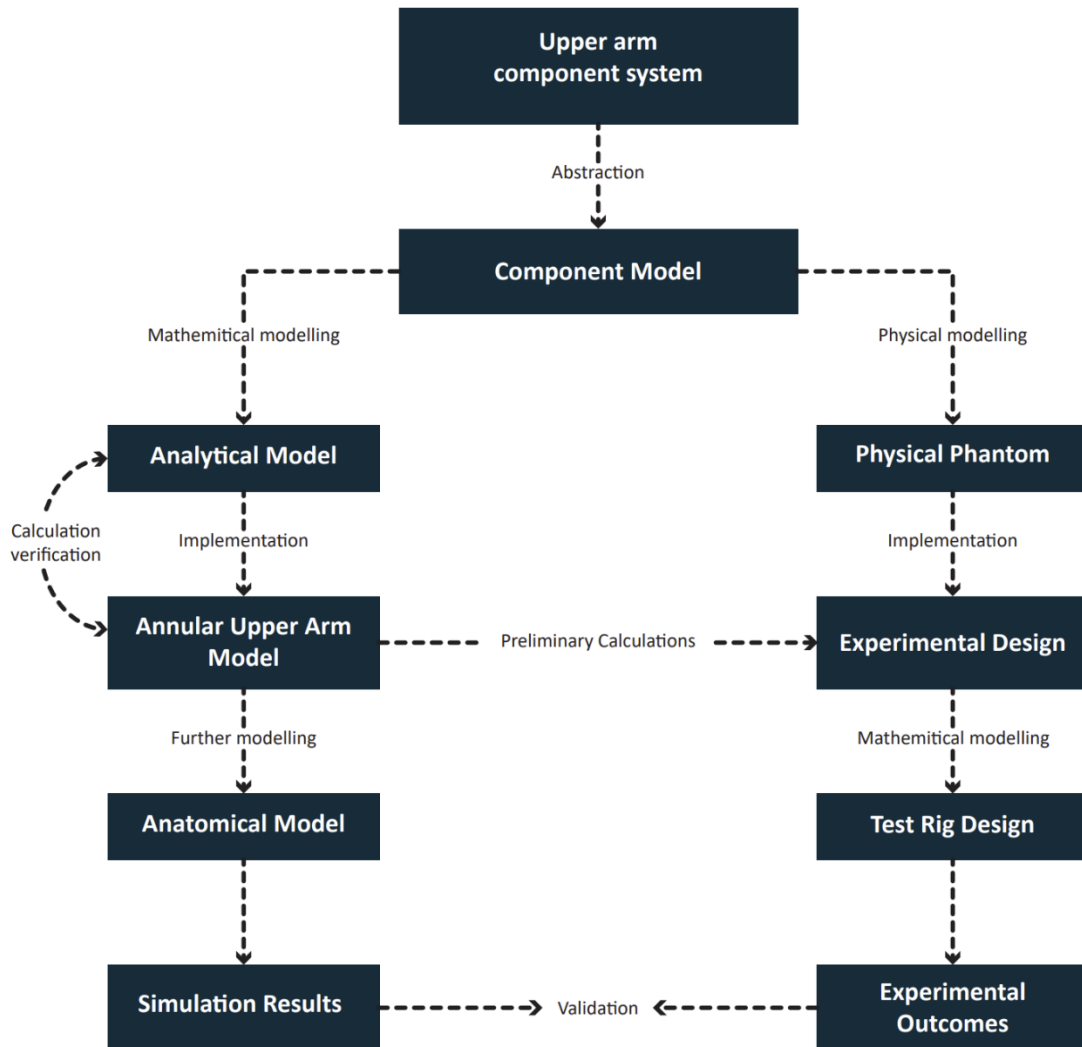 Upper arm
component system
Abstraction
Component Model
Mathemitical modelling
Physical modelling
Analytical Model
Physical Phantom
Calculation
verification
Implementation
Implementation
Annular Upper Arm
Model
Preliminary Calculations
Experimental Design
Further modelling
Mathemitical modelling
Anatomical Model
Test Rig Design
Simulation Results
Validation
Experimental
Outcomes